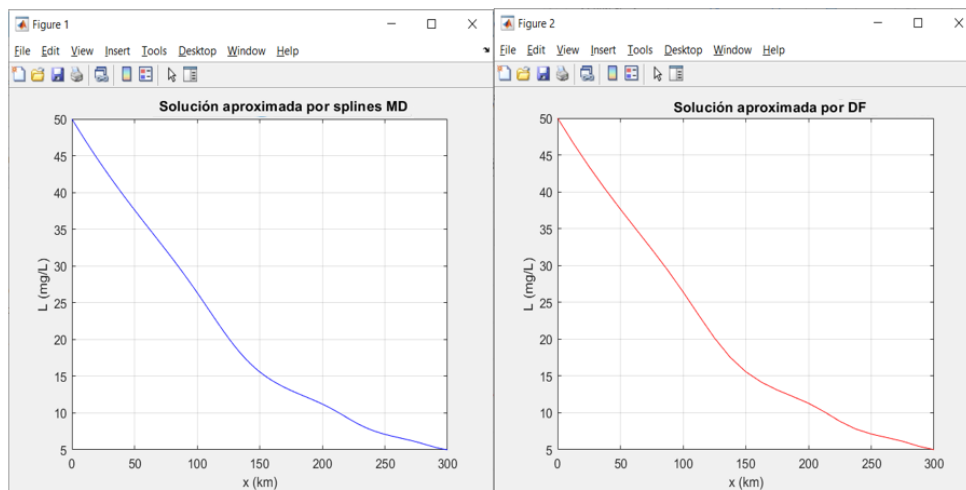 Figure 1
File Edit View Insert Tools Desktop Window Help
Solución aproximada por splines MD
50
45
40
35
30
25
20
15
10
5
L (mg/L)
0 50 100 150 200 250 300
x (km)
Figure 2
File Edit View Insert Tools Desktop Window Help
Solución aproximada por DF
50
45
40
35
30
25
20
15
10
5
L (mg/L)
0 50 100 150 200 250 300
x (km)